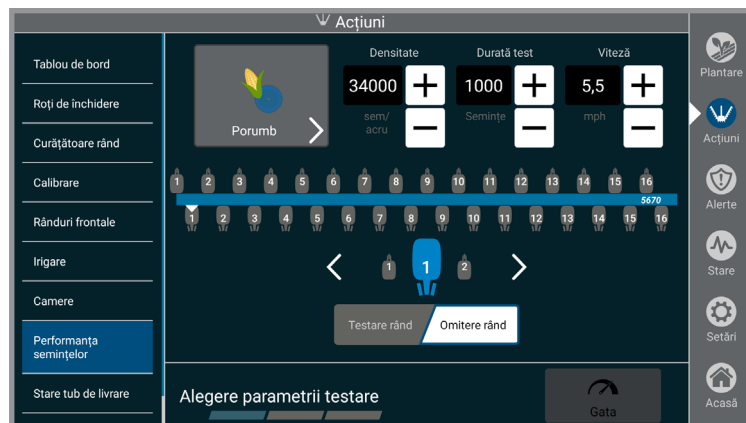 Acțiuni
Tablou de bord
Roți de închidere
Curățătoare rând
Calibrare
Rânduri frontale
Irigare
Camere
Performanța
semințelor
Stare tub de livrare
Porumb
Densitate
34000
sem/
acru
Durată test
1000
Semințe
Viteză
5,5
mph
1 2 3 4 5 6 7 8 9 10 11 12 13 14 15 16
5670
1 2 3 4 5 6 7 8 9 10 11 12 13 14 15 16
1 1 2
Testare rând Omitere rând
Alegere parametrii testare
Gata
Plantare
Acțiuni
Alerte
Stare
Setări
Acasă